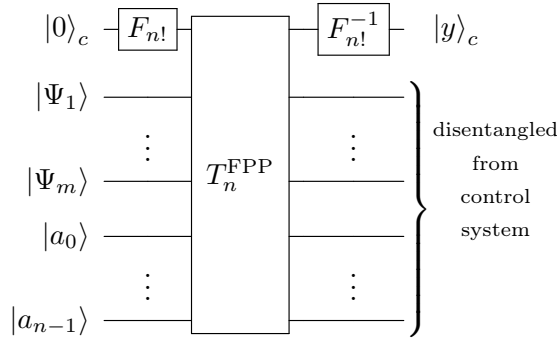 |0⟩_c F_{n!} F_{n!}^{-1} |y⟩_c
|Ψ_1⟩
⋮ ⋮
|Ψ_m⟩ T_n^{FPP}
|a_0⟩
⋮ ⋮
|a_{n−1}⟩
disentangled
from
control
system